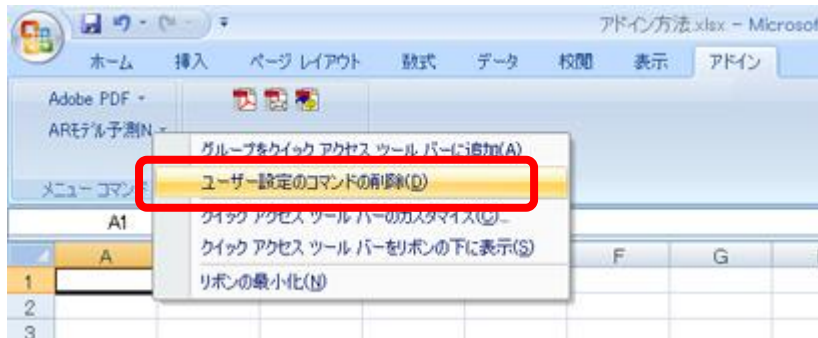 アドイン方法.xlsx - Microsof
ホーム 挿入 ページ レイアウト 数式 データ 校閲 表示 アドイン
Adobe PDF
ARモデル予測N
メニュー コマンド
グループをクイック アクセス ツール バーに追加(A)
ユーザー設定のコマンドの削除(D)
クイック アクセス ツール バーのカスタマイズ(C)...
クイック アクセス ツール バーをリボンの下に表示(S)
リボンの最小化(N)
A1
A F G
1
2
3